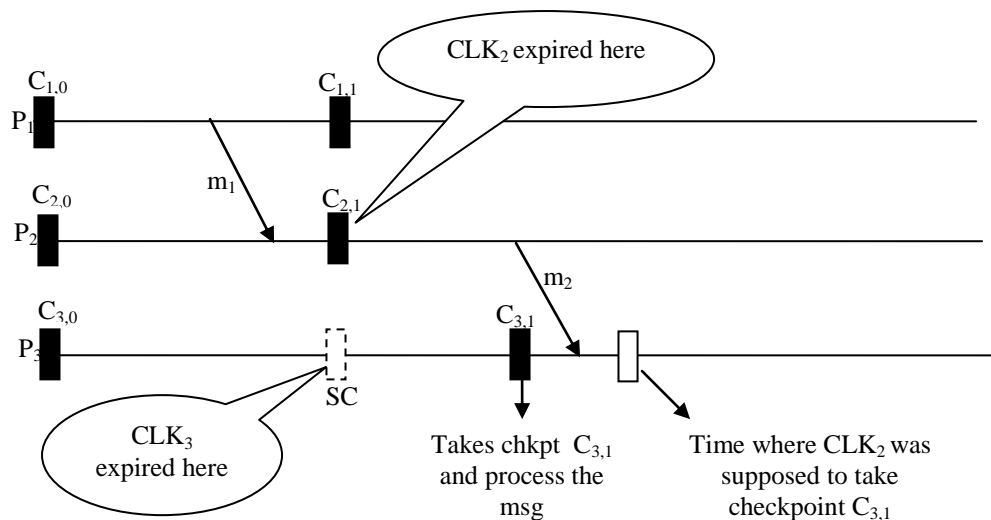 CLK₂ expired here
C₁,₀
C₁,₁
P₁
m₁
C₂,₀
C₂,₁
P₂
m₂
C₃,₀
C₃,₁
P₃
SC
CLK₃
expired here
Takes chkpt C₃,₁
and process the
msg
Time where CLK₂ was
supposed to take
checkpoint C₃,₁